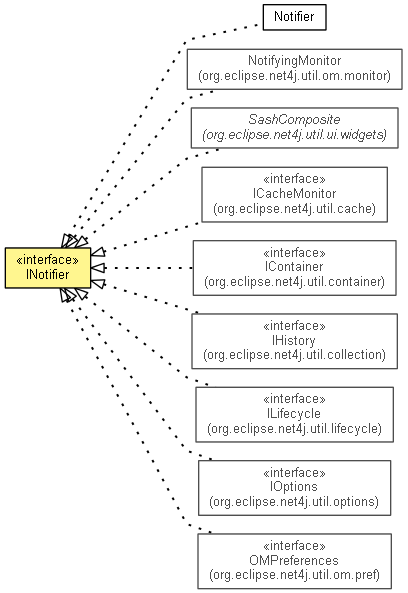 Notifier
NotifyingMonitor
(org.eclipse.net4j.util.om.monitor)
SashComposite
(org.eclipse.net4j.util.ui.widgets)
«interface»
ICacheMonitor
(org.eclipse.net4j.util.cache)
«interface»
INotifier
«interface»
IContainer
(org.eclipse.net4j.util.container)
«interface»
IHistory
(org.eclipse.net4j.util.collection)
«interface»
ILifecycle
(org.eclipse.net4j.util.lifecycle)
«interface»
IOptions
(org.eclipse.net4j.util.options)
«interface»
OMPreferences
(org.eclipse.net4j.util.om.pref)